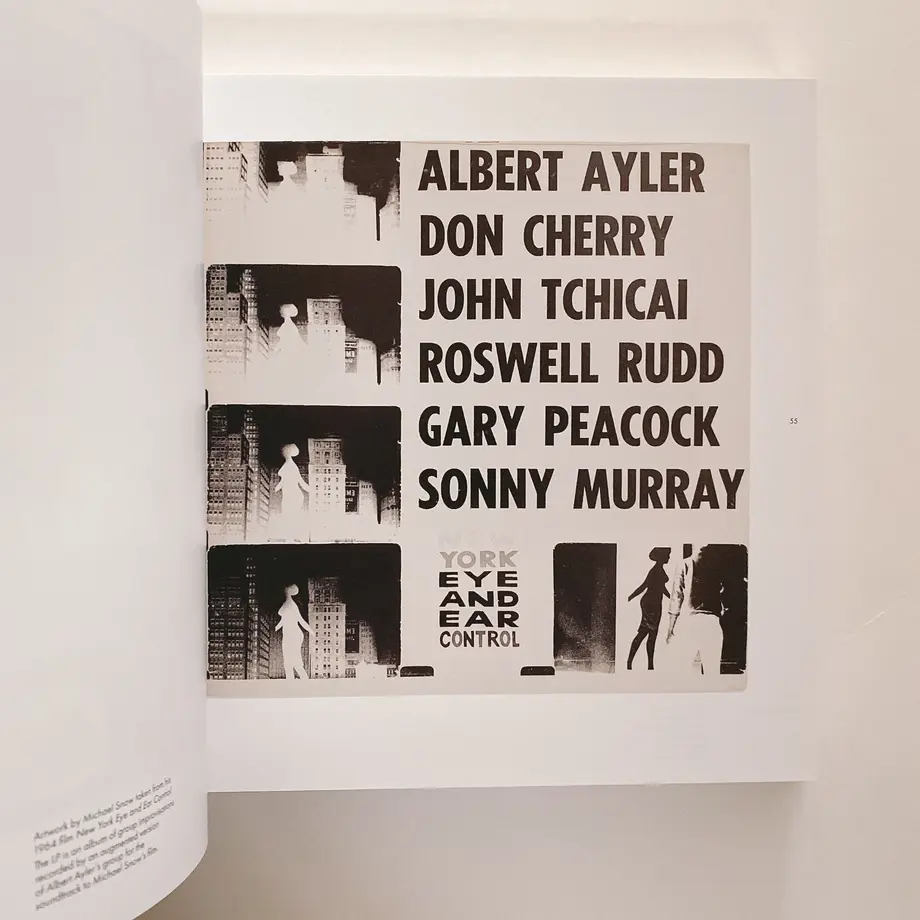 ALBERT AYLER
DON CHERRY
JOHN TCHICAI
ROSWELL RUDD
GARY PEACOCK
SONNY MURRAY
NEW
YORK
EYE
AND
EAR
CONTROL
55
Artwork by Michael Snow taken from his
1964 film New York Eye and Ear Control
The LP is an album of group improvisations
recorded by an augmented version
of Albert Ayler's group for the
soundtrack to Michael Snow's film